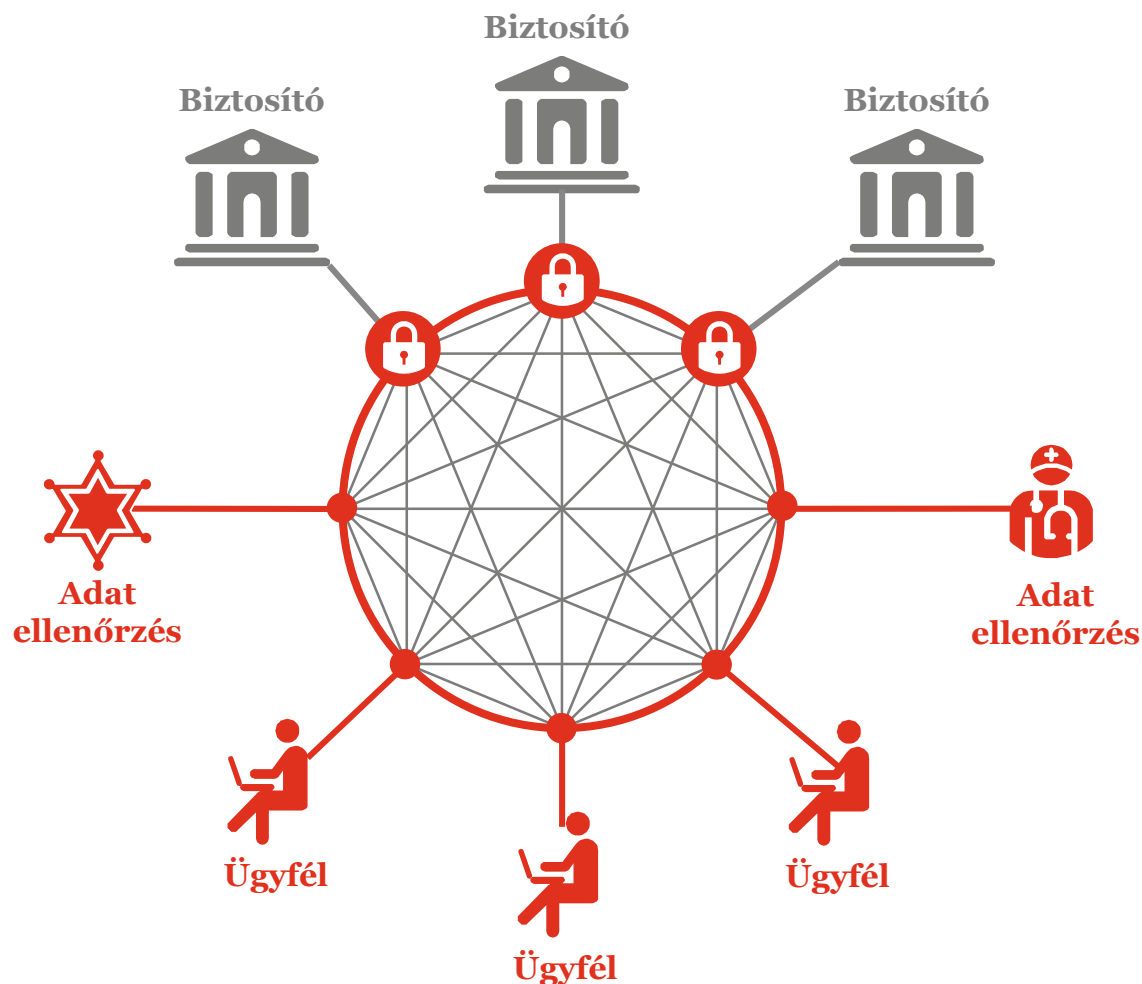 Biztosító
Biztosító
Biztosító
Adat
ellenőrzés
Adat
ellenőrzés
Ügyfél
Ügyfél
Ügyfél